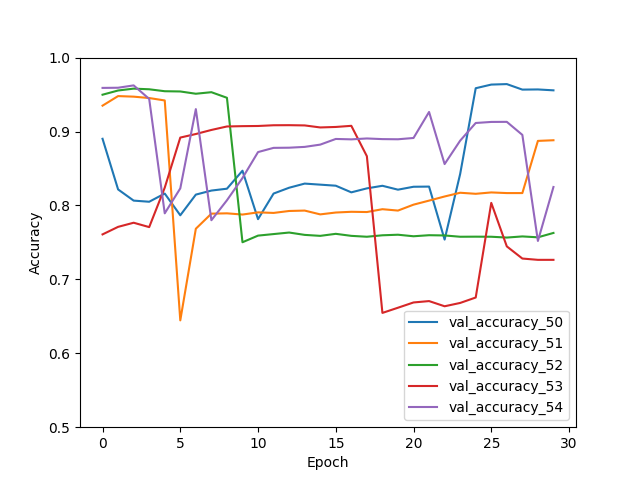 1.0
0.9
0.8
0.7
0.6
0.5
Accuracy
0 5 10 15 20 25 30
Epoch
val_accuracy_50
val_accuracy_51
val_accuracy_52
val_accuracy_53
val_accuracy_54